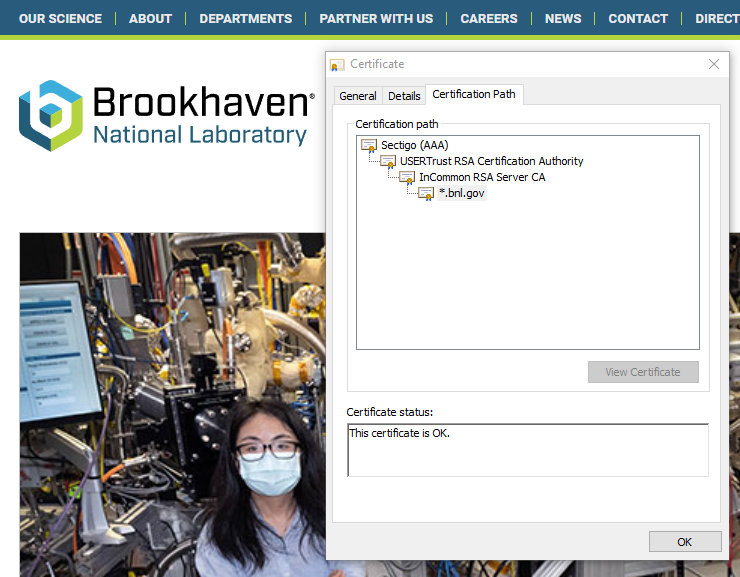 OUR SCIENCE
ABOUT
DEPARTMENTS
PARTNER WITH US
CAREERS
NEWS
CONTACT
DIRECT
Brookhaven®
National Laboratory
Certificate
General
Details
Certification Path
Certification path
Sectigo (AAA)
USERTrust RSA Certification Authority
InCommon RSA Server CA
*.bnl.gov
View Certificate
Certificate status:
This certificate is OK.
OK